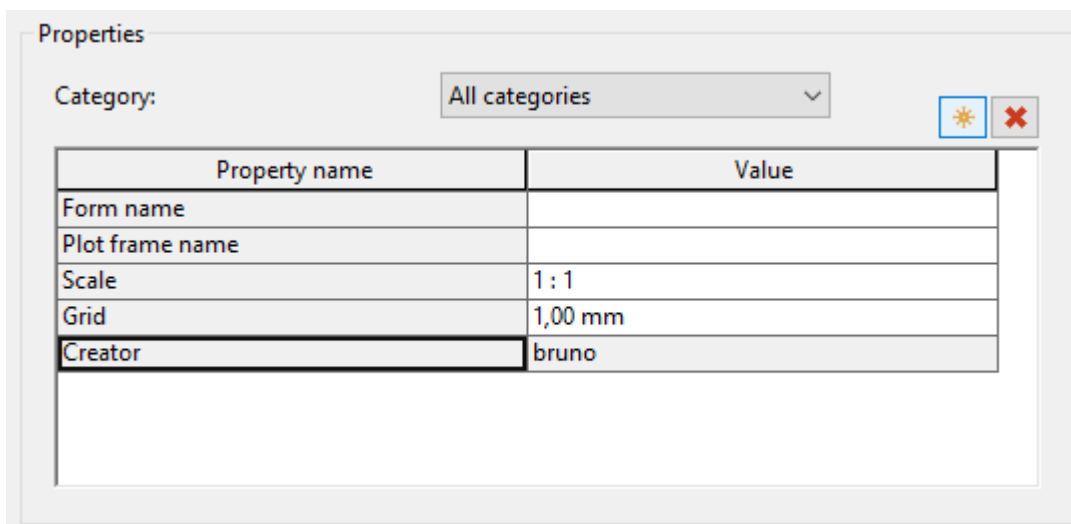 Properties
Category: All categories
Property name Value
Form name
Plot frame name
Scale 1 : 1
Grid 1,00 mm
Creator bruno